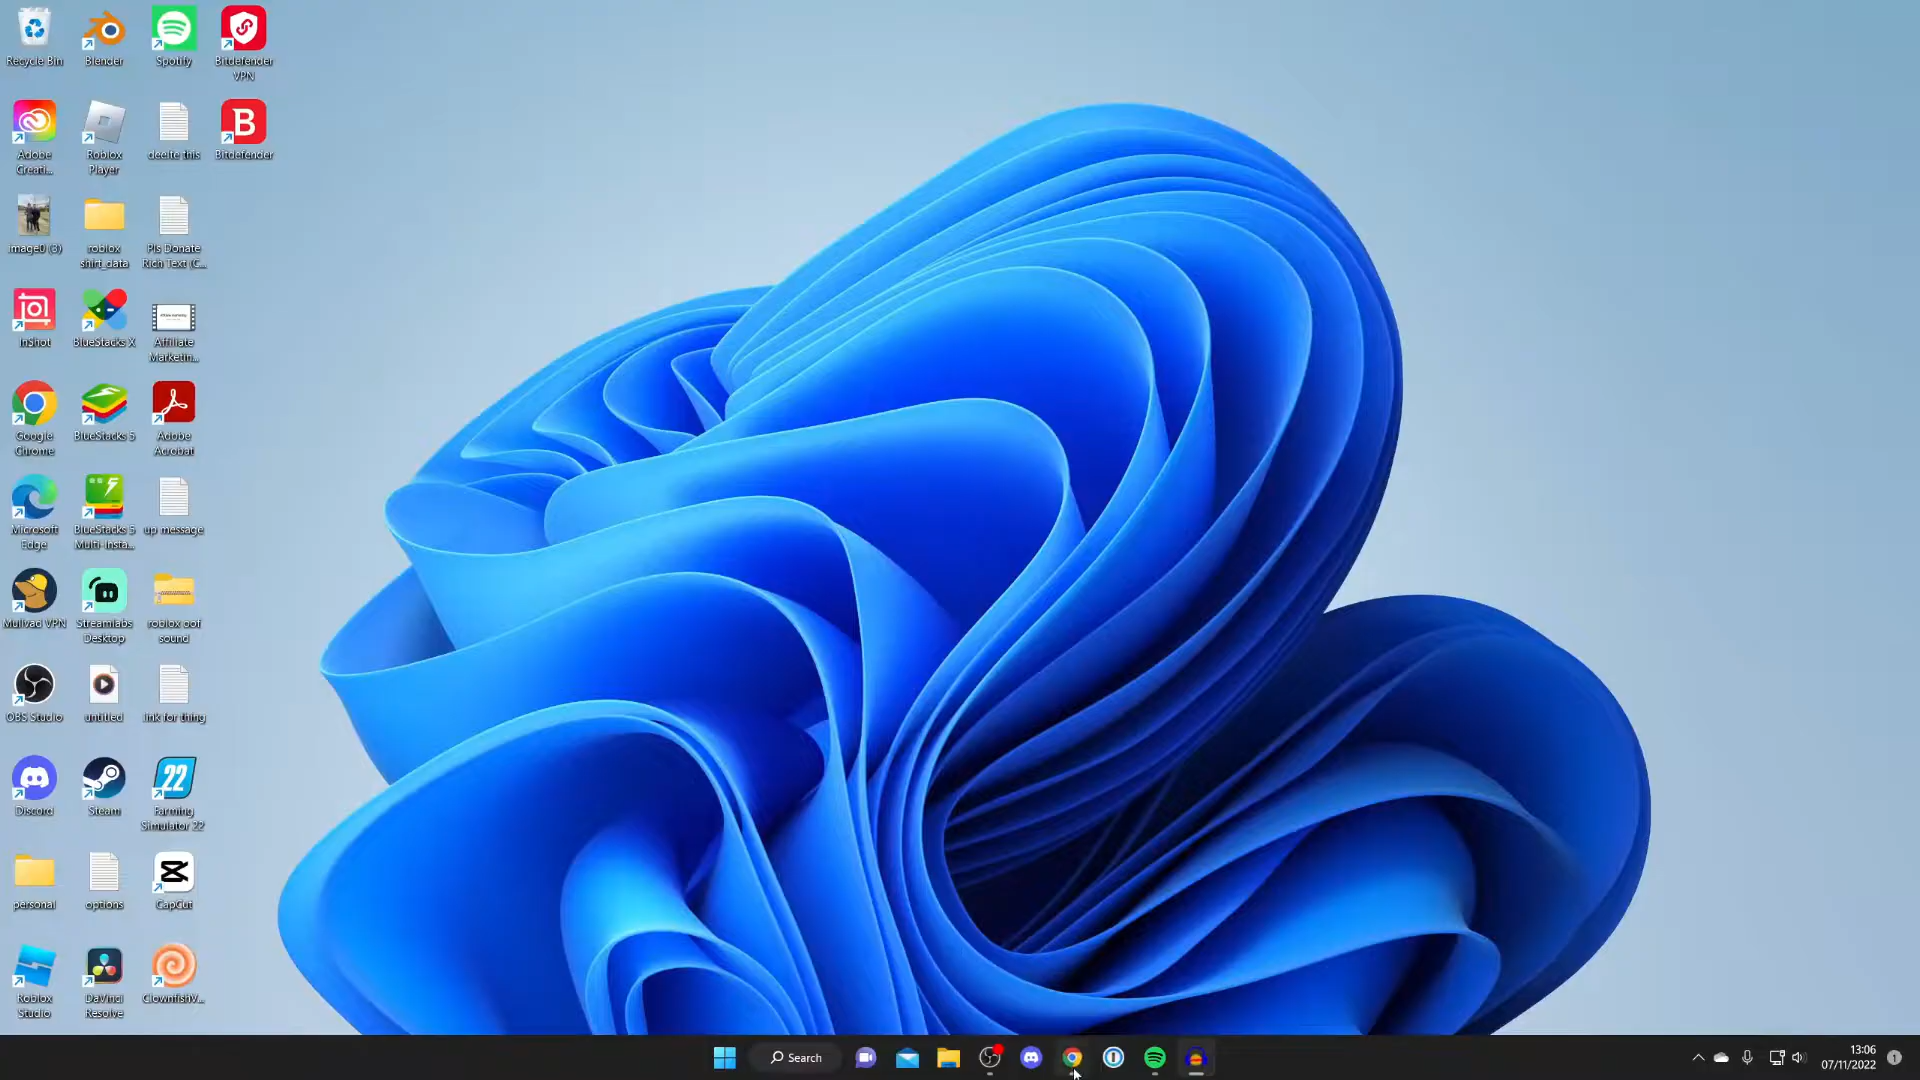 Recycle Bin
Blender
Spotify
Bitdefender
VPN
Adobe
Creati...
Roblox
Player
deelte this
Bitdefender
image0 (3)
roblox
shirt_data
Pls Donate
Rich Text (C...
InShot
BlueStacks X
Affiliate
Marketin...
Google
Chrome
BlueStacks 5
Adobe
Acrobat
Microsoft
Edge
BlueStacks 5
Multi-Insta...
up message
Mullvad VPN
Streamlabs
Desktop
roblox oof
sound
OBS Studio
untitled
link for thing
Discord
Steam
22
Farming
Simulator 22
personal
options
CapCut
Roblox
Studio
DaVinci
Resolve
ClownfishV...
Search
13:06
07/11/2022
1